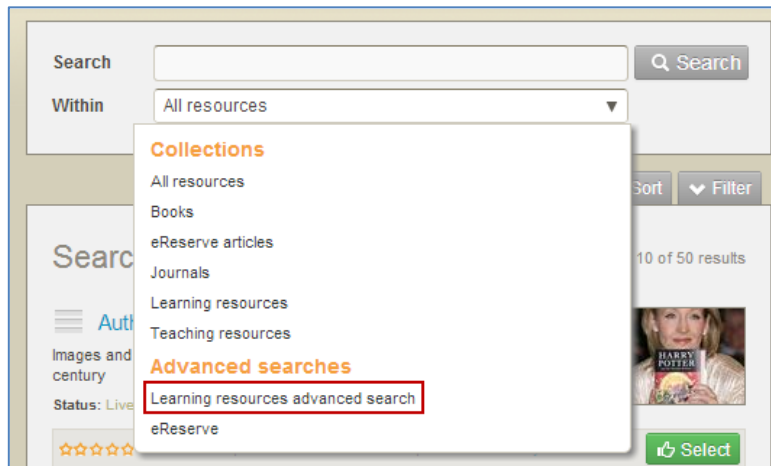 Search
Search
Within All resources
Collections
All resources
Books
eReserve articles
Journals
Learning resources
Teaching resources
Advanced searches
Learning resources advanced search
eReserve
Sort Filter
Searc 10 of 50 results
Auth
Images and
century
Status: Live
HARRY
POTTER
Select